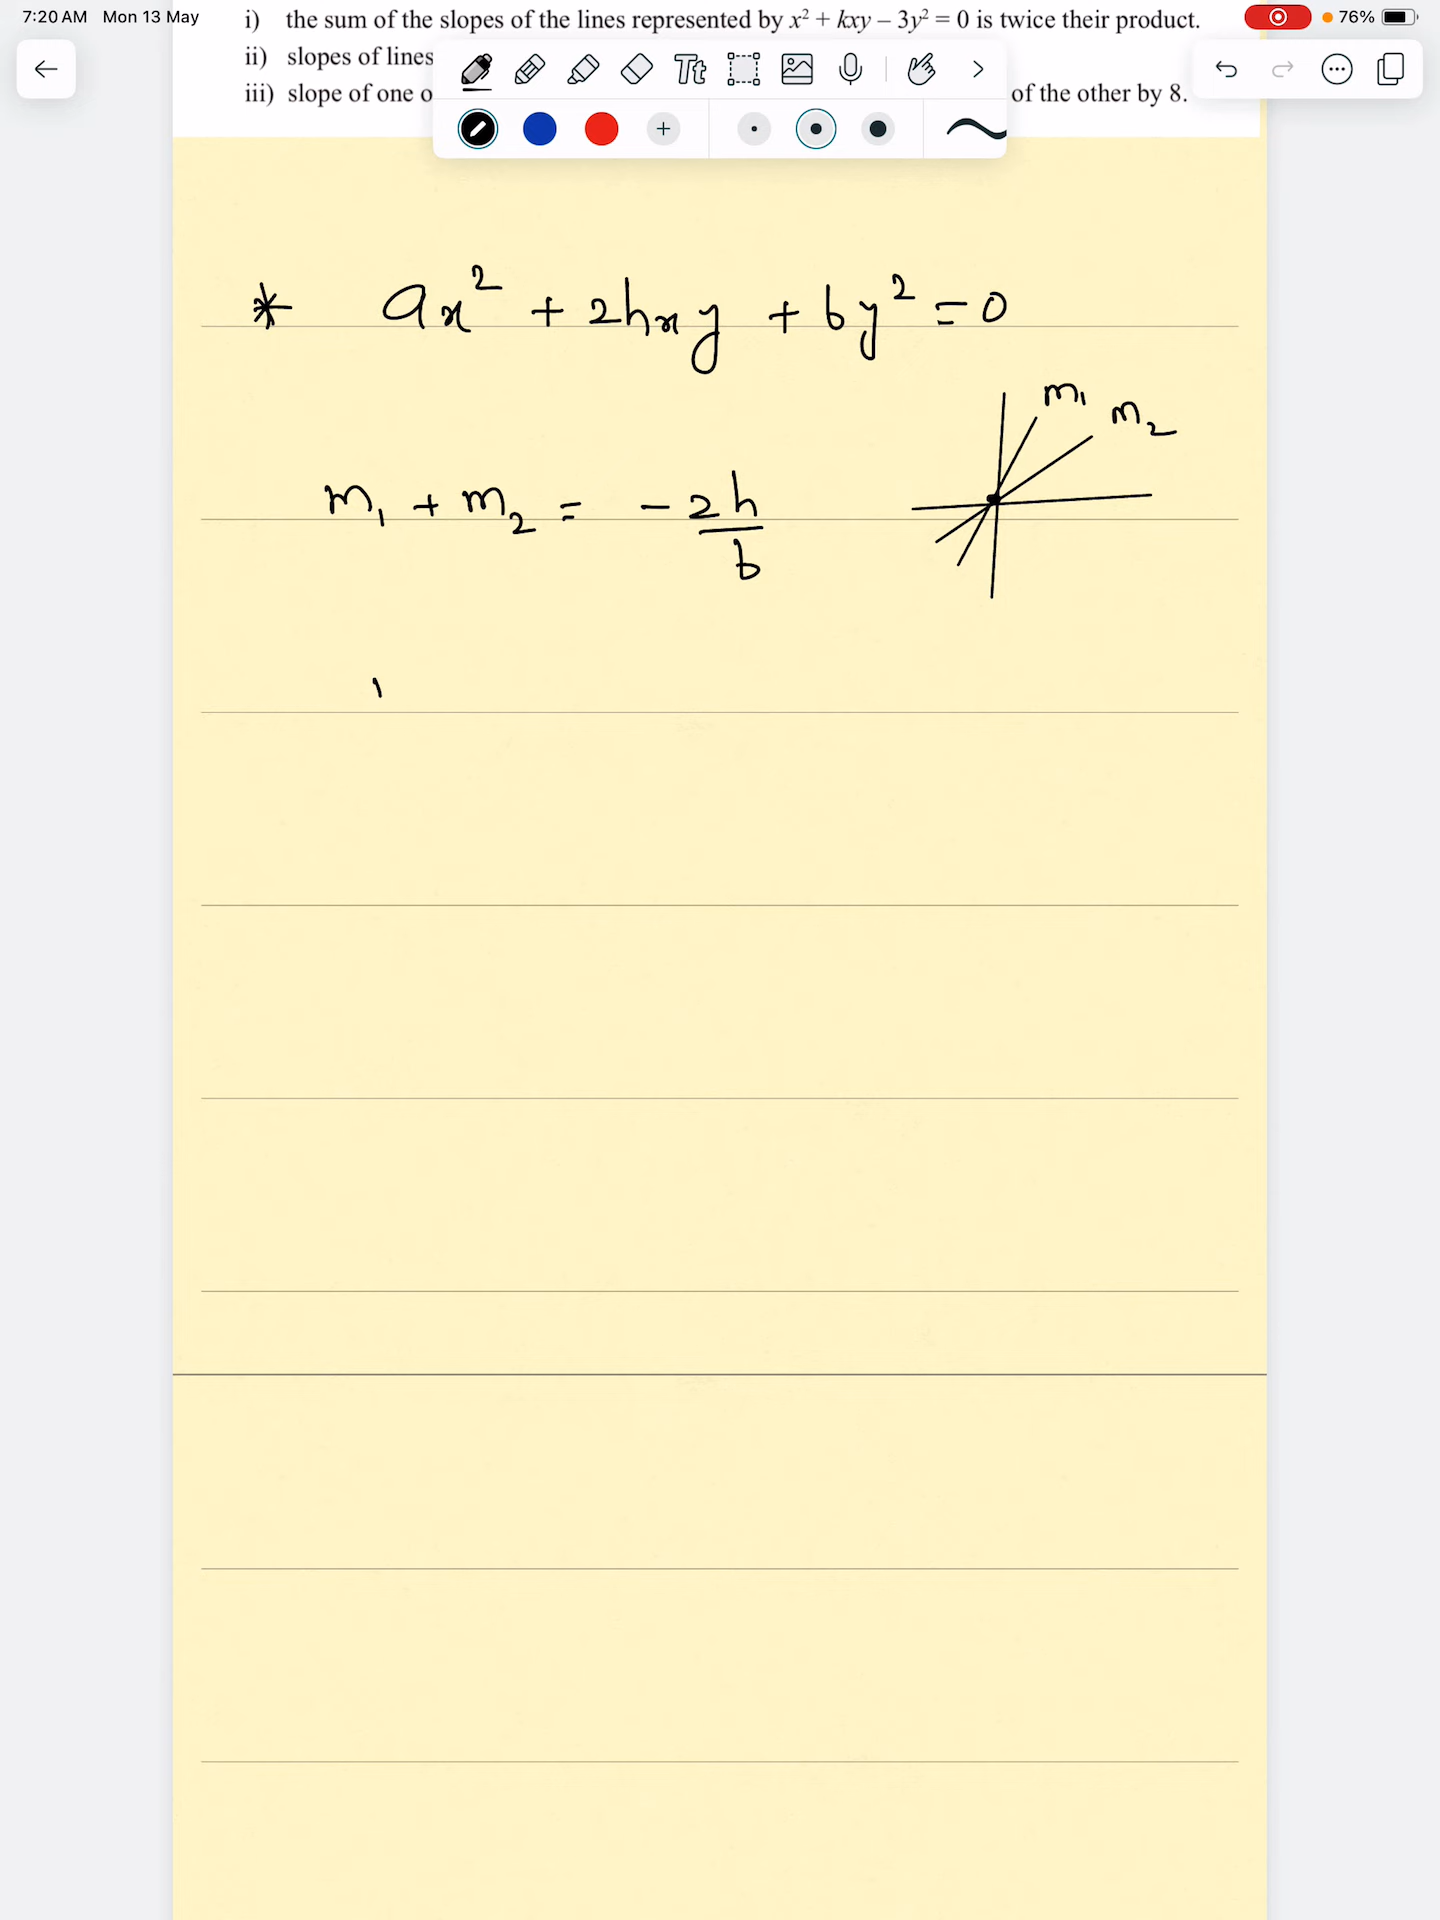 7:20 AM Mon 13 May 76%
i) the sum of the slopes of the lines represented by x² + kxy – 3y² = 0 is twice their product.
ii) slopes of lines
iii) slope of one o of the other by 8.
Tt
* ax² + 2hxy + by² = 0
m₁
m₂
m₁ + m₂ = - 2h/b